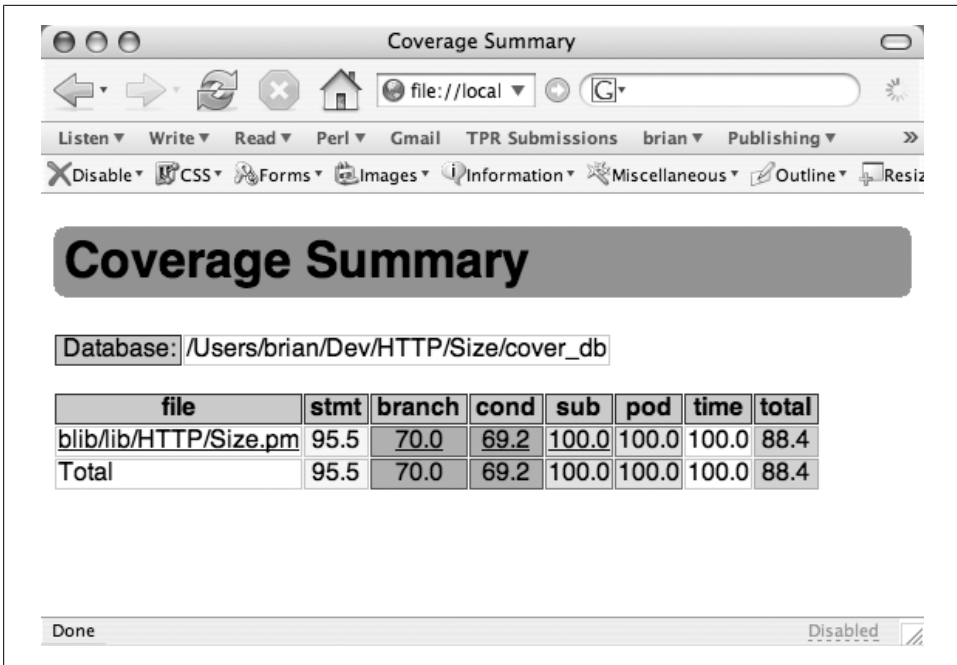 Coverage Summary
file://local
G
Listen Write Read Perl Gmail TPR Submissions brian Publishing »
Disable CSS Forms Images Information Miscellaneous Outline Resiz
Coverage Summary
Database: /Users/brian/Dev/HTTP/Size/cover_db
file stmt branch cond sub pod time total
blib/lib/HTTP/Size.pm 95.5 70.0 69.2 100.0 100.0 100.0 88.4
Total 95.5 70.0 69.2 100.0 100.0 100.0 88.4
Done Disabled